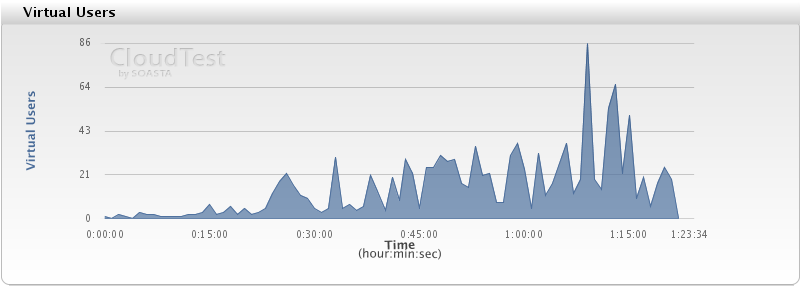 Virtual Users
86
CloudTest
by SOASTA
64
43
Virtual Users
21
0
0:00:00 0:15:00 0:30:00 0:45:00 1:00:00 1:15:00 1:23:34
Time
(hour:min:sec)